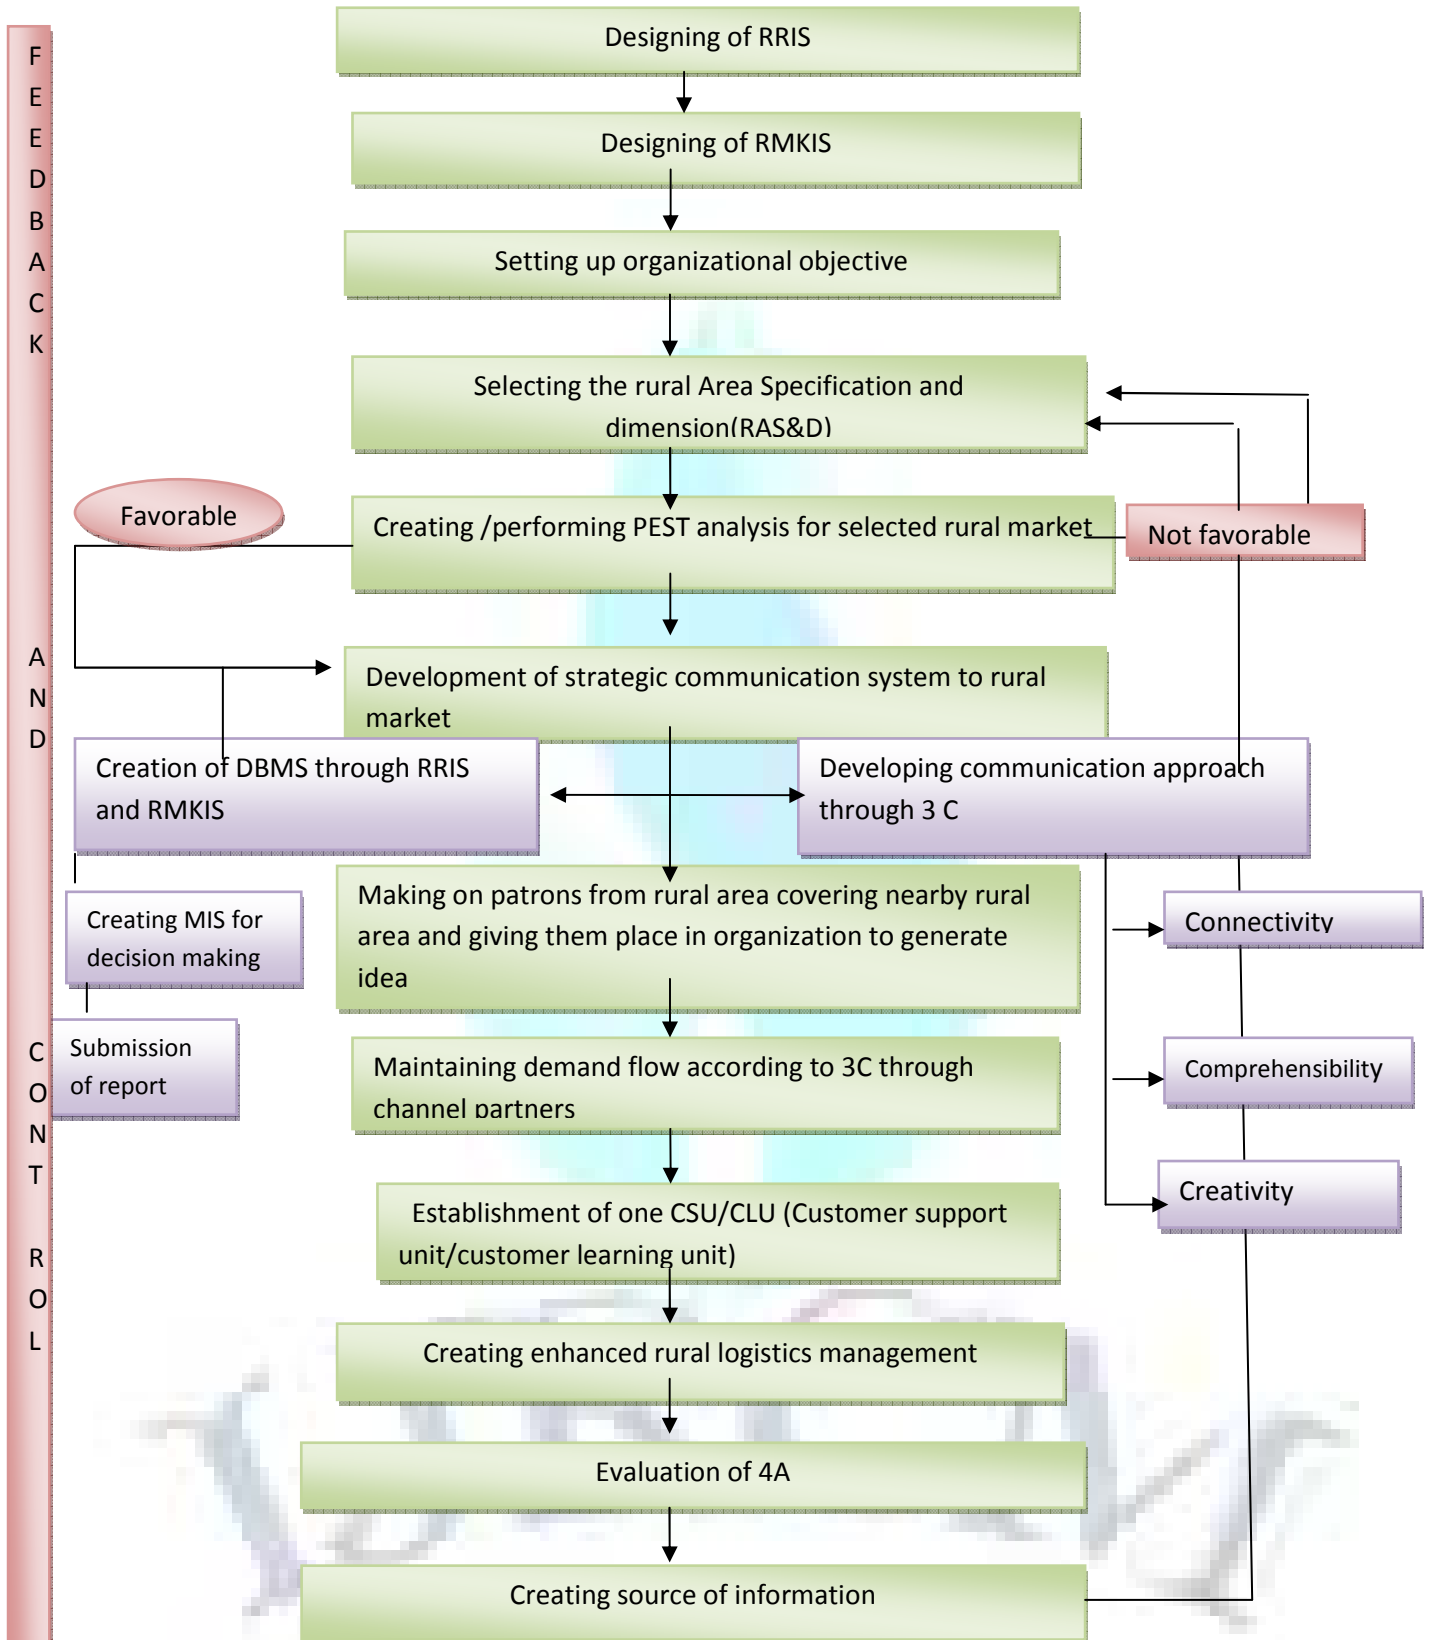 FEEDBACK AND CONT ROL
Designing of RRIS
Designing of RMKIS
Setting up organizational objective
Selecting the rural Area Specification and
dimension(RAS&D)
Favorable
Creating /performing PEST analysis for selected rural market
Not favorable
Development of strategic communication system to rural
market
Creation of DBMS through RRIS
and RMKIS
Developing communication approach
through 3 C
Making on patrons from rural area covering nearby rural
area and giving them place in organization to generate
idea
Creating MIS for
decision making
Connectivity
Submission
of report
Maintaining demand flow according to 3C through
channel partners
Comprehensibility
Establishment of one CSU/CLU (Customer support
unit/customer learning unit)
Creativity
Creating enhanced rural logistics management
Evaluation of 4A
Creating source of information